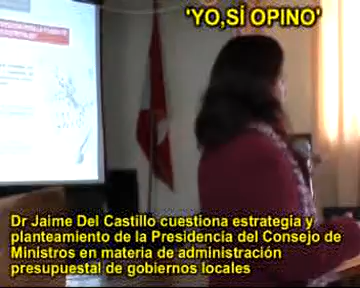 'YO,SÍ OPINO'
Dr Jaime Del Castillo cuestiona estrategia y
planteamiento de la Presidencia del Consejo de
Ministros en materia de administración
presupuestal de gobiernos locales